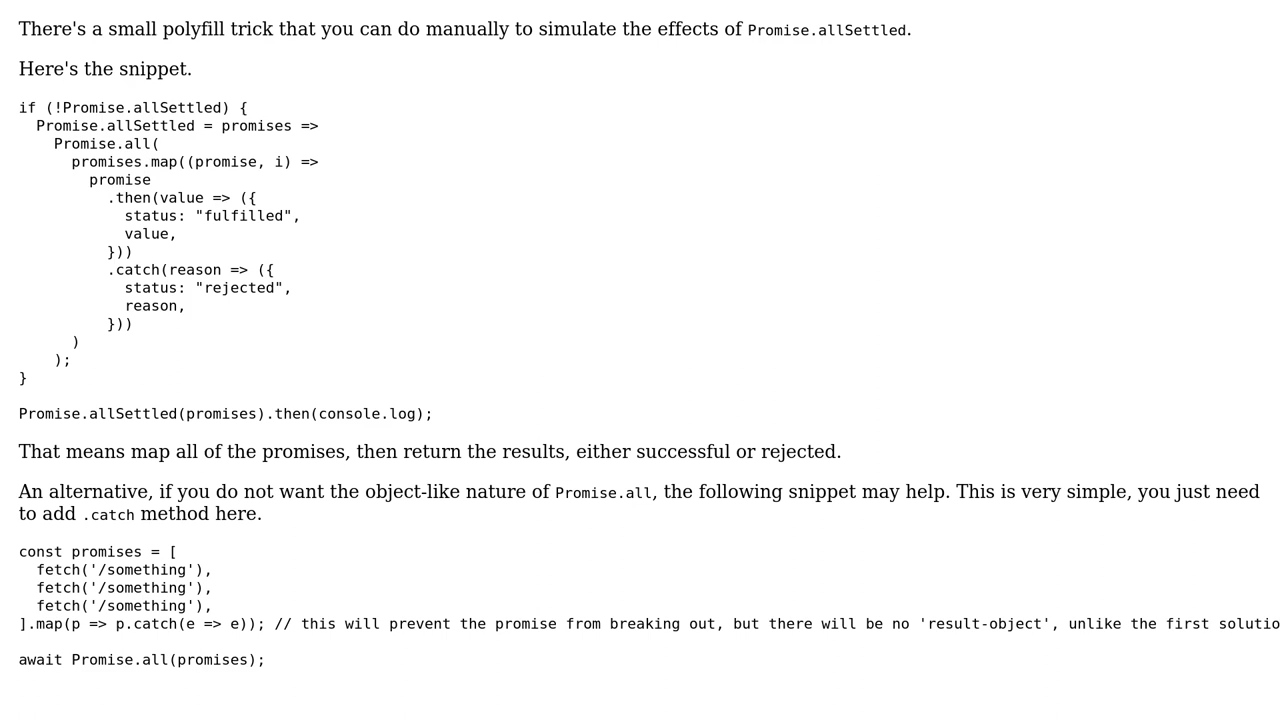 There's a small polyfill trick that you can do manually to simulate the effects of Promise.allSettled.
Here's the snippet.
if (!Promise.allSettled) {
  Promise.allSettled = promises =>
    Promise.all(
      promises.map((promise, i) =>
        promise
          .then(value => ({
            status: "fulfilled",
            value,
          }))
          .catch(reason => ({
            status: "rejected",
            reason,
          }))
      )
    );
}
Promise.allSettled(promises).then(console.log);
That means map all of the promises, then return the results, either successful or rejected.
An alternative, if you do not want the object-like nature of Promise.all, the following snippet may help. This is very simple, you just need
to add .catch method here.
const promises = [
  fetch('/something'),
  fetch('/something'),
  fetch('/something'),
].map(p => p.catch(e => e)); // this will prevent the promise from breaking out, but there will be no 'result-object', unlike the first solutio
await Promise.all(promises);